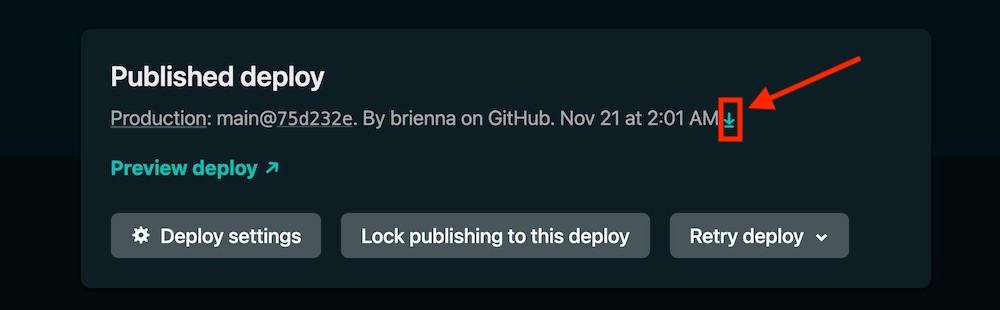 Published deploy
Production: main@75d232e. By brienna on GitHub. Nov 21 at 2:01 AM
Preview deploy ↗
Deploy settings
Lock publishing to this deploy
Retry deploy